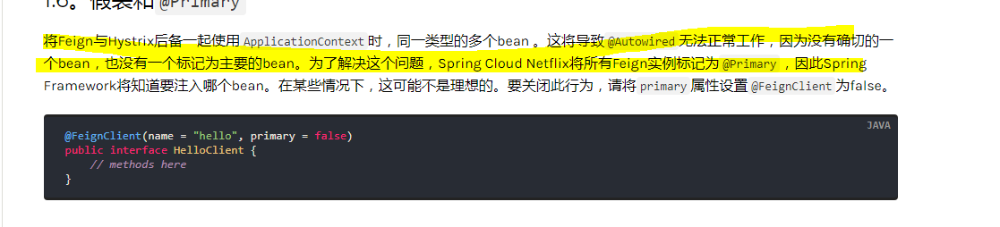 1.6。假装和 @Primary
将Feign与Hystrix后备一起使用 ApplicationContext 时，同一类型的多个bean 。这将导致 @Autowired 无法正常工作，因为没有确切的一
个bean，也没有一个标记为主要的bean。为了解决这个问题，Spring Cloud Netflix将所有Feign实例标记为 @Primary ，因此Spring
Framework将知道要注入哪个bean。在某些情况下，这可能不是理想的。要关闭此行为，请将 primary 属性设置 @FeignClient 为false。
JAVA
@FeignClient(name = "hello", primary = false)
public interface HelloClient {
    // methods here
}